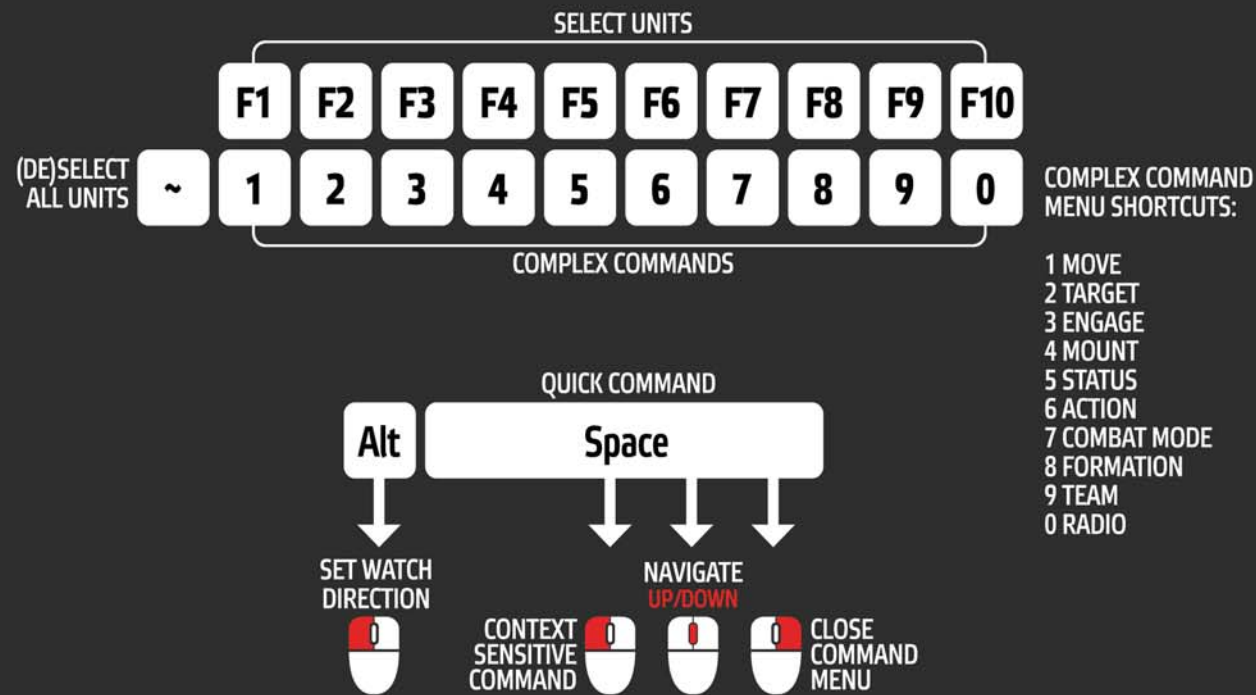 SELECT UNITS
F1 F2 F3 F4 F5 F6 F7 F8 F9 F10
(DE)SELECT
ALL UNITS
~ 1 2 3 4 5 6 7 8 9 0
COMPLEX COMMANDS
COMPLEX COMMAND
MENU SHORTCUTS:
1 MOVE
2 TARGET
3 ENGAGE
4 MOUNT
5 STATUS
6 ACTION
7 COMBAT MODE
8 FORMATION
9 TEAM
0 RADIO
QUICK COMMAND
Alt Space
SET WATCH
DIRECTION
CONTEXT
SENSITIVE
COMMAND
NAVIGATE
UP/DOWN
CLOSE
COMMAND
MENU